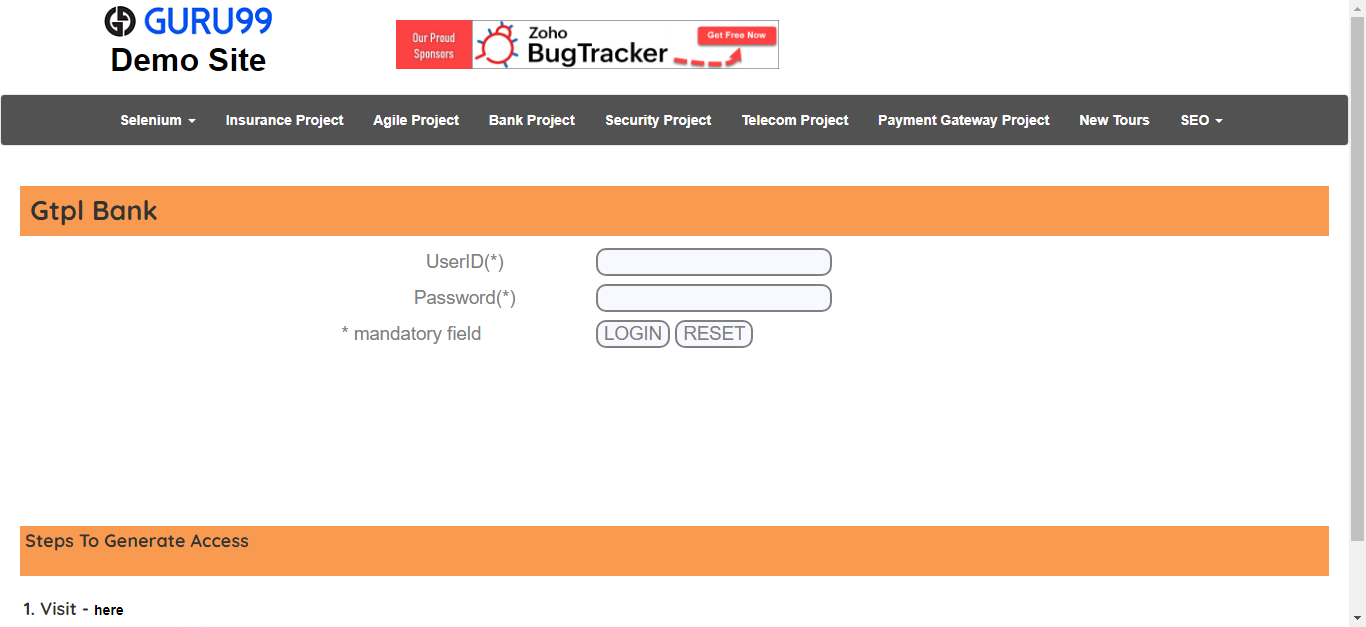 GURU99
Demo Site
Our Proud
Sponsors
Zoho
BugTracker
Get Free Now
Selenium Insurance Project Agile Project Bank Project Security Project Telecom Project Payment Gateway Project New Tours SEO
Gtpl Bank
UserID(*)
Password(*)
* mandatory field LOGIN RESET
Steps To Generate Access
1. Visit - here